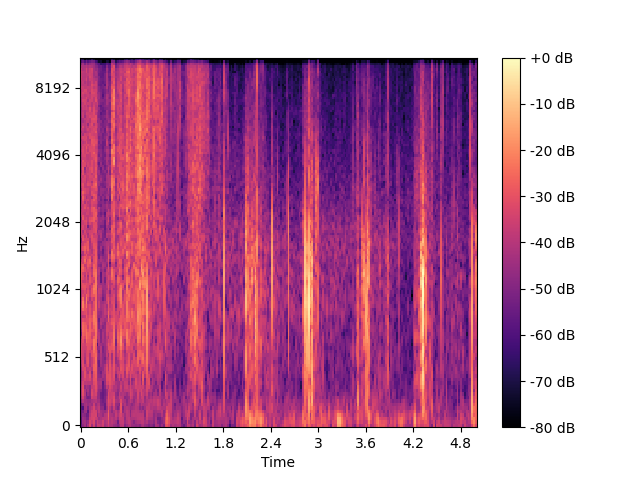 +0 dB
8192
-10 dB
4096
-20 dB
-30 dB
2048
Hz
-40 dB
1024
-50 dB
-60 dB
512
-70 dB
0
-80 dB
0 0.6 1.2 1.8 2.4 3 3.6 4.2 4.8
Time